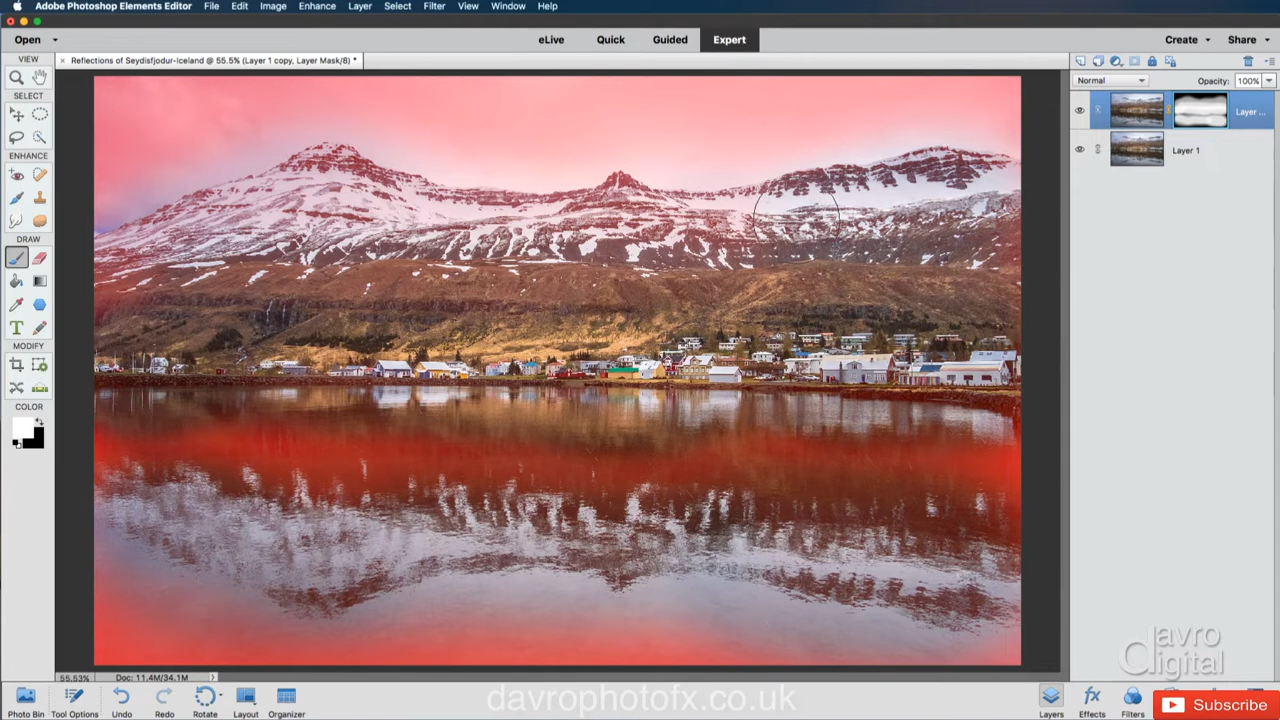 Adobe Photoshop Elements Editor File Edit Image Enhance Layer Select Filter View Window Help
Open eLive Quick Guided Expert Create Share
VIEW
× Reflections of Seydisfjodur-Iceland @ 55.5% (Layer 1 copy, Layer Mask/8) *
Normal Opacity: 100%
SELECT
Layer ...
Layer 1
ENHANCE
DRAW
T
MODIFY
COLOR
davro
Digital
55.53% Doc: 11.4M/34.1M
Photo Bin Tool Options Undo Redo Rotate Layout Organizer
davrophotofx.co.uk
Layers Effects Filters
Subscribe